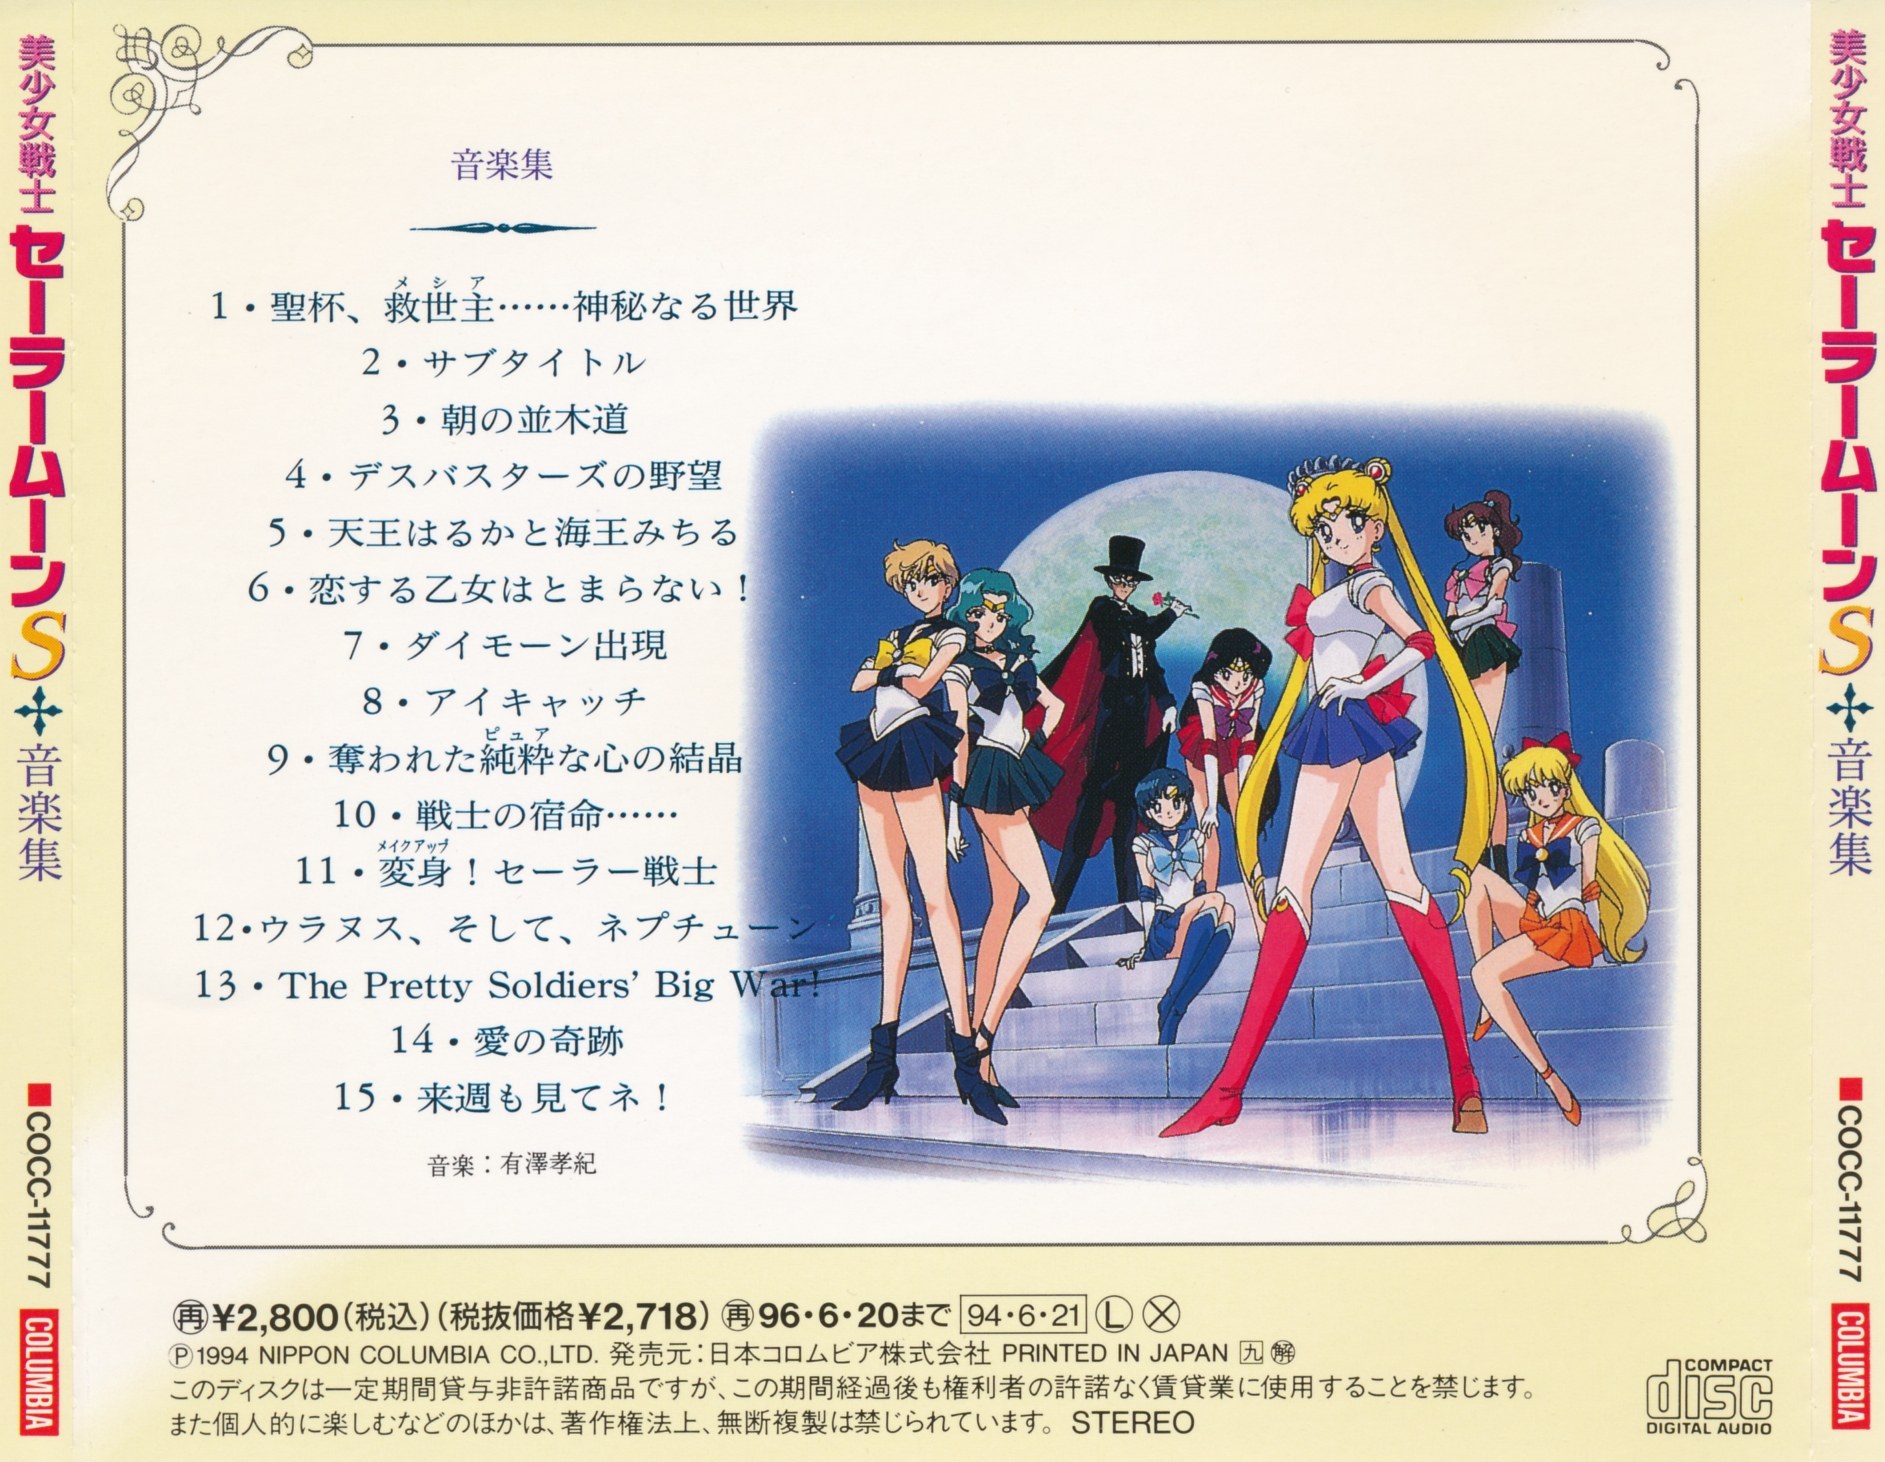 美少女戦士セーラームーンS 音楽集
■COCC-11777
COLUMBIA
音楽集
メシア
1・聖杯、救世主……神秘なる世界
2・サブタイトル
3・朝の並木道
4・デスバスターズの野望
5・天王はるかと海王みちる
6・恋する乙女はとまらない！
7・ダイモーン出現
8・アイキャッチ
ピュア
9・奪われた純粋な心の結晶
10・戦士の宿命……
メイクアップ
11・変身！セーラー戦士
12・ウラヌス、そして、ネプチューン
13・The Pretty Soldiers’ Big War!
14・愛の奇跡
15・来週も見てネ！
音楽：有澤孝紀
㊢¥2,800(税込)(税抜価格¥2,718) 再96・6・20まで 94・6・21 Ⓛ Ⓧ
Ⓟ1994 NIPPON COLUMBIA CO.,LTD. 発売元：日本コロムビア株式会社 PRINTED IN JAPAN 九 解
このディスクは一定期間貸与非許諾商品ですが、この期間経過後も権利者の許諾なく賃貸業に使用することを禁じます。
また個人的に楽しむなどのほかは、著作権法上、無断複製は禁じられています。 STEREO
COMPACT
disc
DIGITAL AUDIO
美少女戦士セーラームーンS 音楽集
■COCC-11777
COLUMBIA